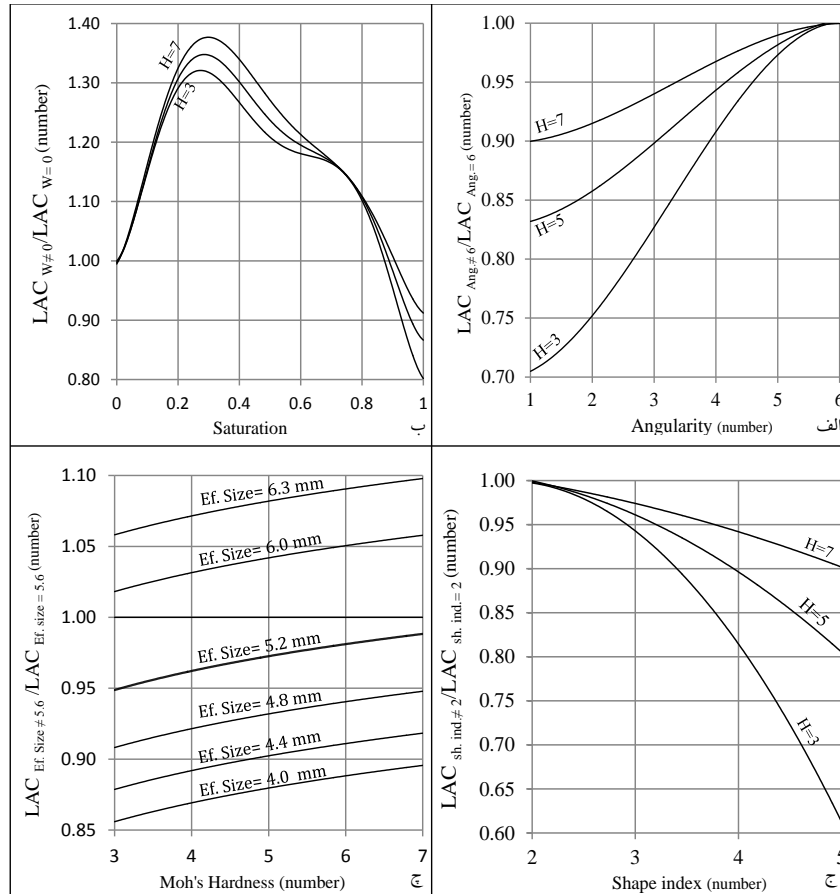 1.40
1.30
1.20
1.10
1.00
0.90
0.80
LAC W≠0/LAC W=0 (number)
H=7
H=3
0 0.2 0.4 0.6 0.8 1
Saturation
ب
1.00
0.95
0.90
0.85
0.80
0.75
0.70
LAC Ang.≠6/LAC Ang.=6 (number)
H=7
H=5
H=3
1 2 3 4 5 6
Angularity (number)
الف
1.10
1.05
1.00
0.95
0.90
0.85
LAC Ef. Size≠5.6/LAC Ef. size=5.6 (number)
Ef. Size= 6.3 mm
Ef. Size= 6.0 mm
Ef. Size= 5.2 mm
Ef. Size= 4.8 mm
Ef. Size= 4.4 mm
Ef. Size= 4.0 mm
3 4 5 6 7
Moh's Hardness (number)
چ
1.00
0.95
0.90
0.85
0.80
0.75
0.70
0.65
0.60
LAC sh. ind.≠2/LAC sh. ind.=2 (number)
H=7
H=5
H=3
2 3 4 5
Shape index (number)
ج